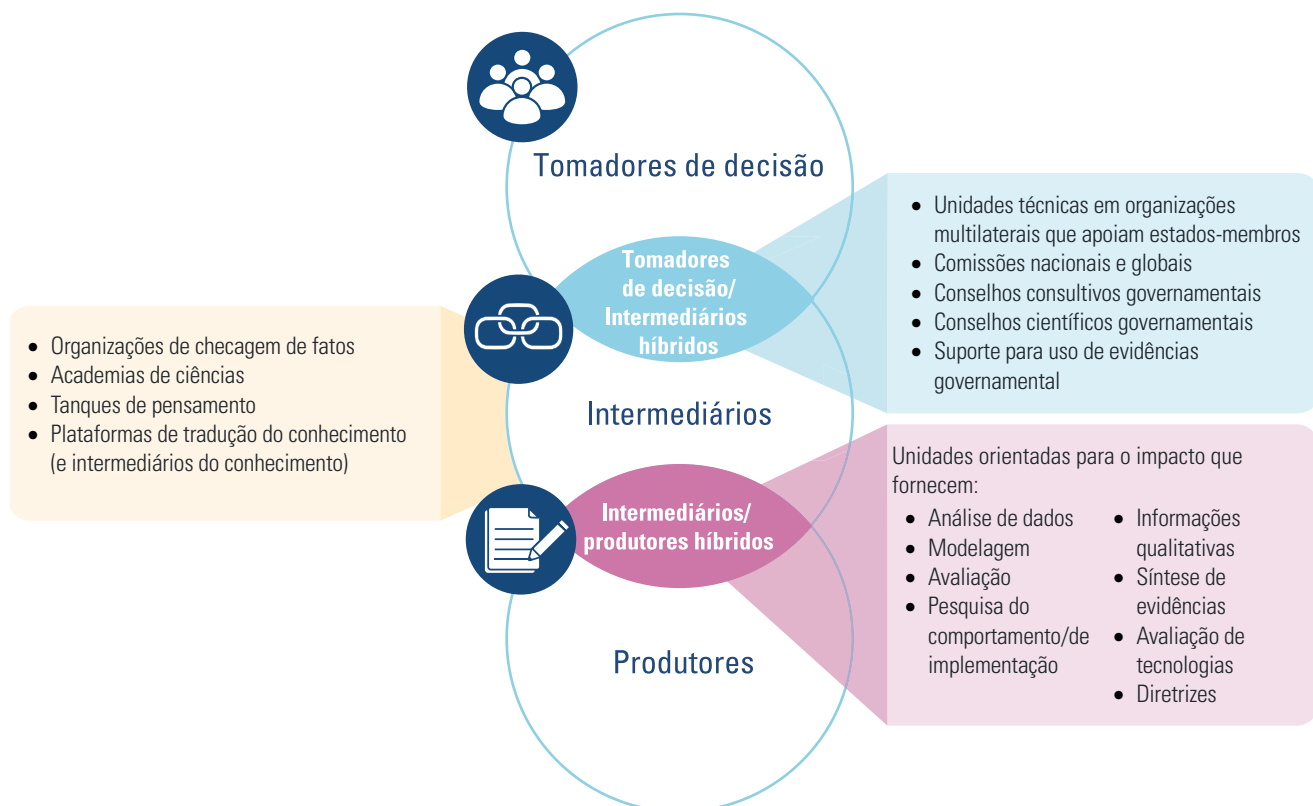 Tomadores de decisão
Tomadores
de decisão/
Intermediários
híbridos
• Unidades técnicas em organizações
multilaterais que apoiam estados-membros
• Comissões nacionais e globais
• Conselhos consultivos governamentais
• Conselhos científicos governamentais
• Suporte para uso de evidências
governamental
• Organizações de checagem de fatos
• Academias de ciências
• Tanques de pensamento
• Plataformas de tradução do conhecimento
(e intermediários do conhecimento)
Intermediários
Intermediários/
produtores híbridos
Unidades orientadas para o impacto que
fornecem:
• Análise de dados
• Modelagem
• Avaliação
• Pesquisa do
comportamento/de
implementação
• Informações
qualitativas
• Síntese de
evidências
• Avaliação de
tecnologias
• Diretrizes
Produtores